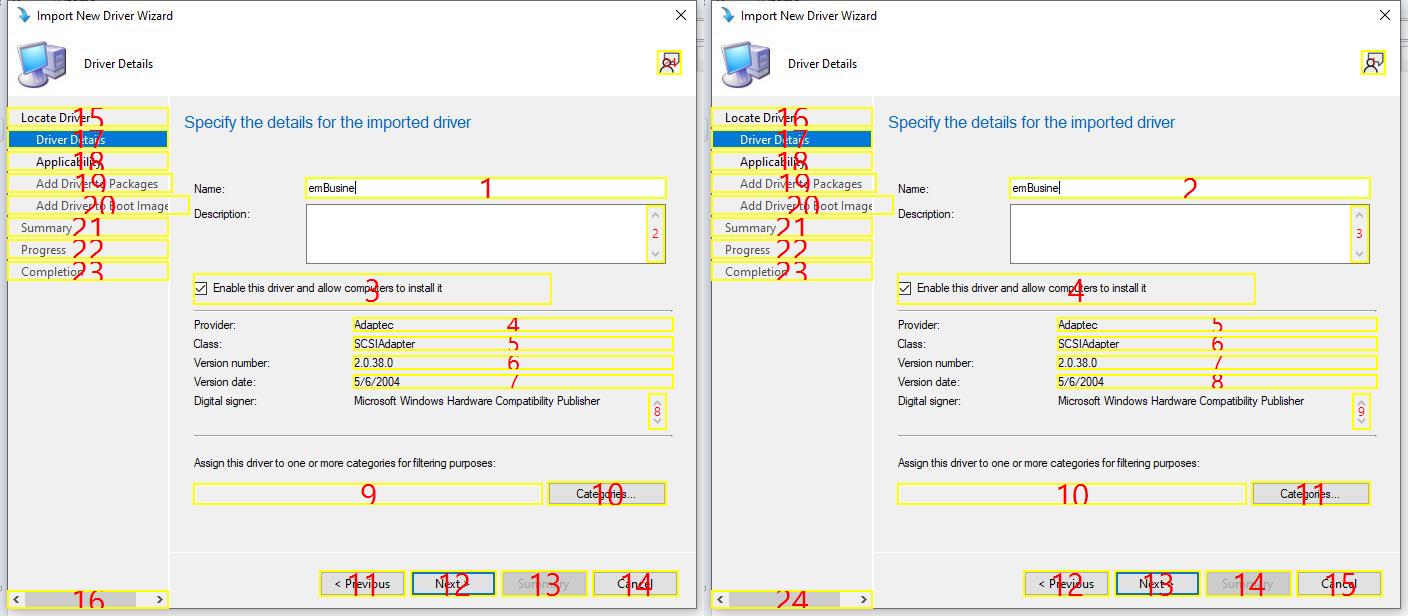 Import New Driver Wizard
Driver Details
24
Locate Driver 15
Driver Details 17
Applicability 18
Add Driver to Packages 19
Add Driver to Boot Image 20
Summary 21
Progress 22
Completion 23
16
Specify the details for the imported driver
Name: emBusine 1
Description: 2
Enable this driver and allow computers to install it 3
Provider: Adaptec 4
Class: SCSIAdapter 5
Version number: 2.0.38.0 6
Version date: 5/6/2004 7
Digital signer: Microsoft Windows Hardware Compatibility Publisher 8
Assign this driver to one or more categories for filtering purposes:
9 Categories... 10
< Previous 11 Next > 12 Summary 13 Cancel 14
Import New Driver Wizard
Driver Details
Locate Driver 16
Driver Details 17
Applicability 18
Add Driver to Packages 19
Add Driver to Boot Image 20
Summary 21
Progress 22
Completion 23
24
Specify the details for the imported driver
Name: emBusine 2
Description: 3
Enable this driver and allow computers to install it 4
Provider: Adaptec 5
Class: SCSIAdapter 6
Version number: 2.0.38.0 7
Version date: 5/6/2004 8
Digital signer: Microsoft Windows Hardware Compatibility Publisher 9
Assign this driver to one or more categories for filtering purposes:
10 Categories... 11
< Previous 12 Next > 13 Summary 14 Cancel 15